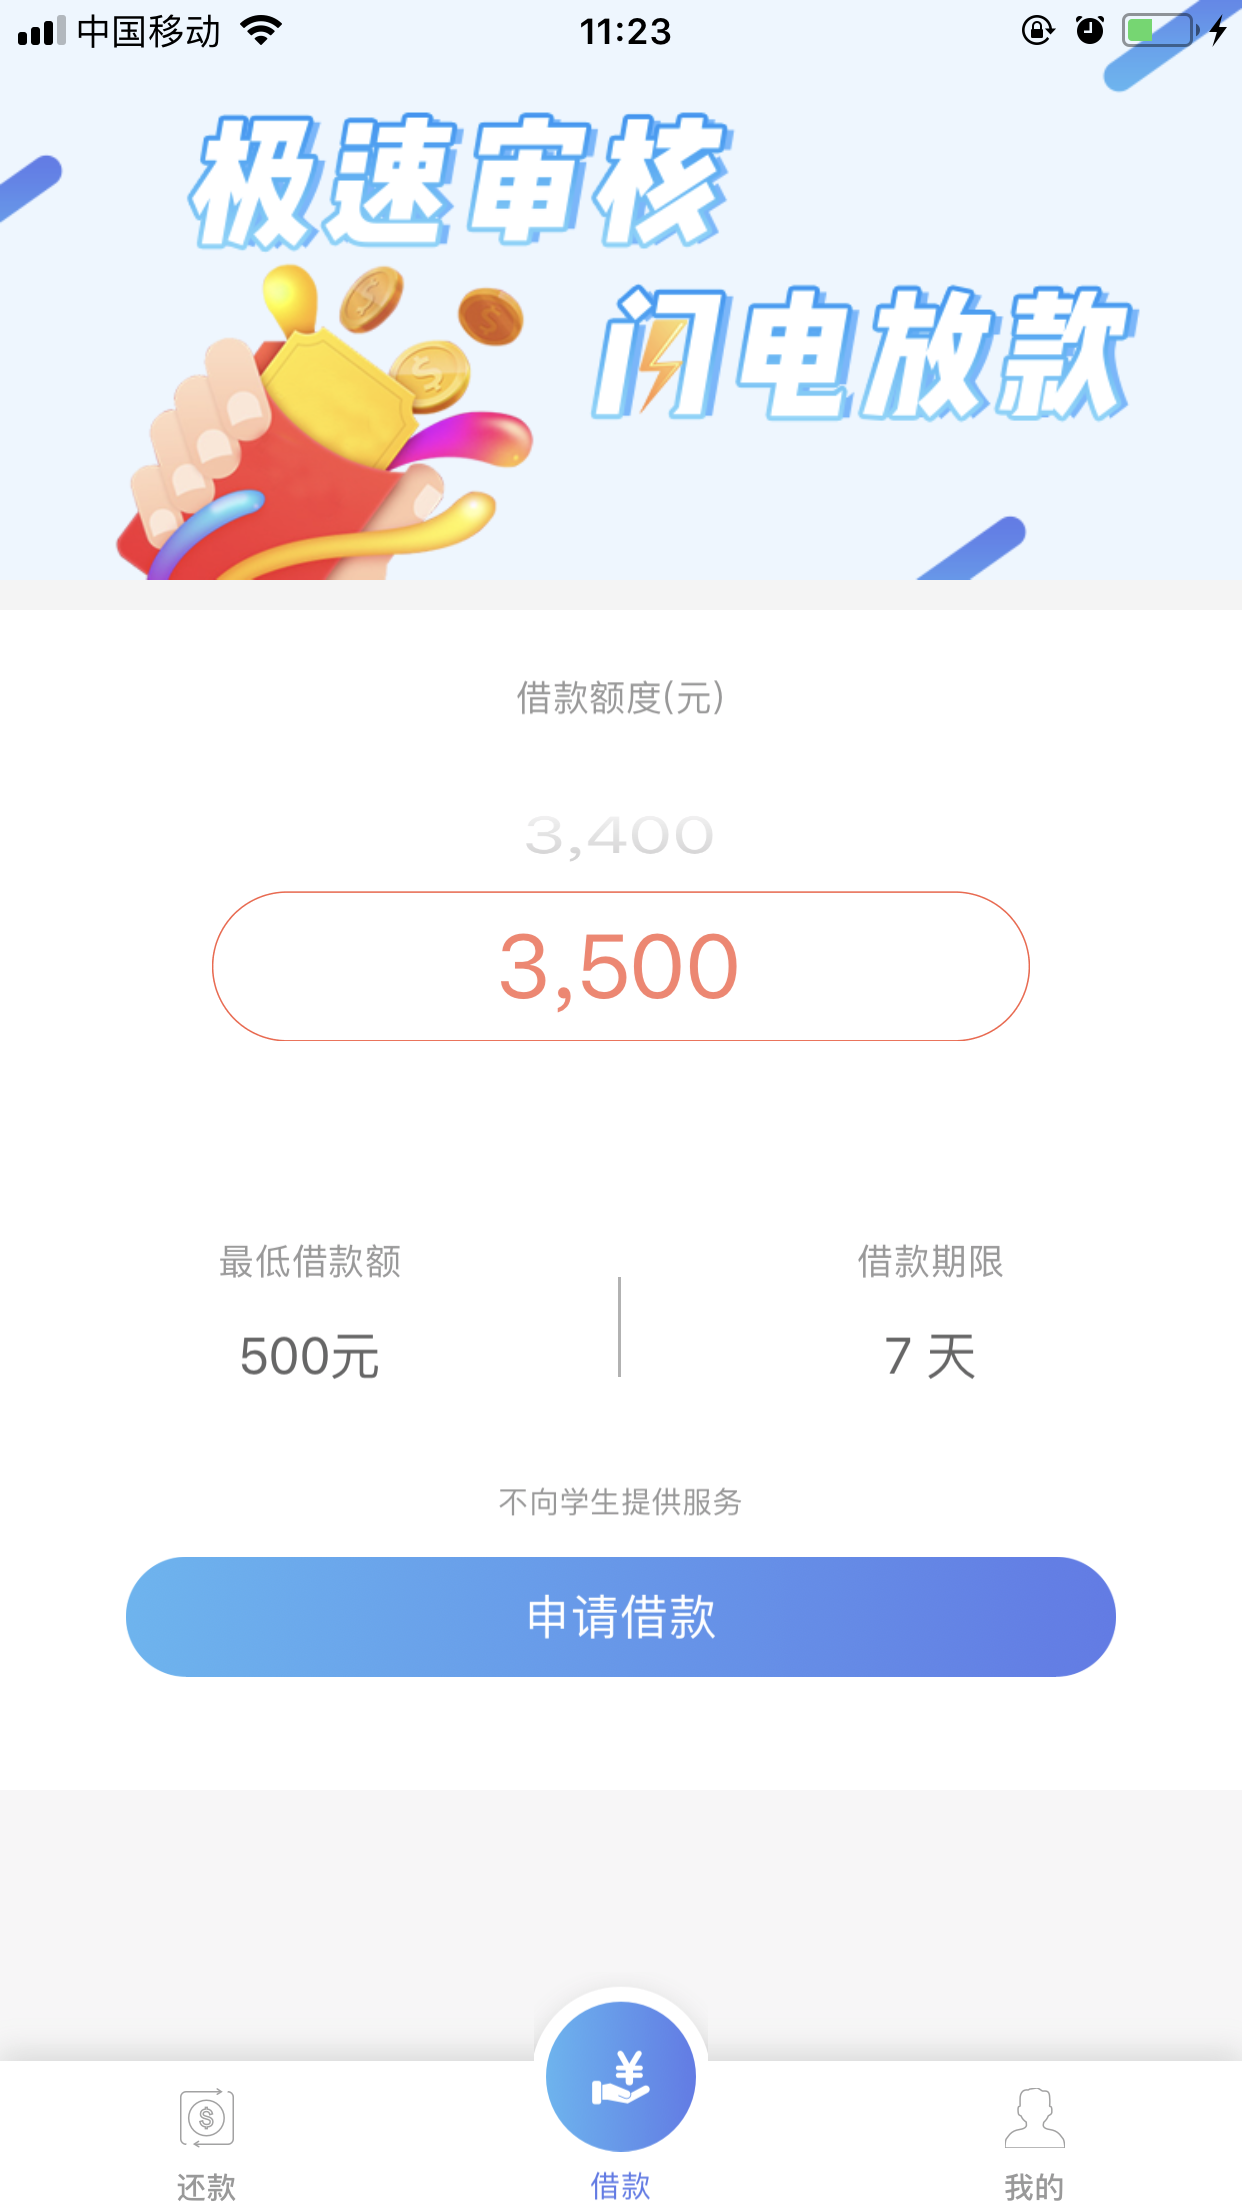 中国移动
11:23
极速审核
闪电放款
借款额度(元)
3,400
3,500
最低借款额
借款期限
500元
7 天
不向学生提供服务
申请借款
还款
借款
我的